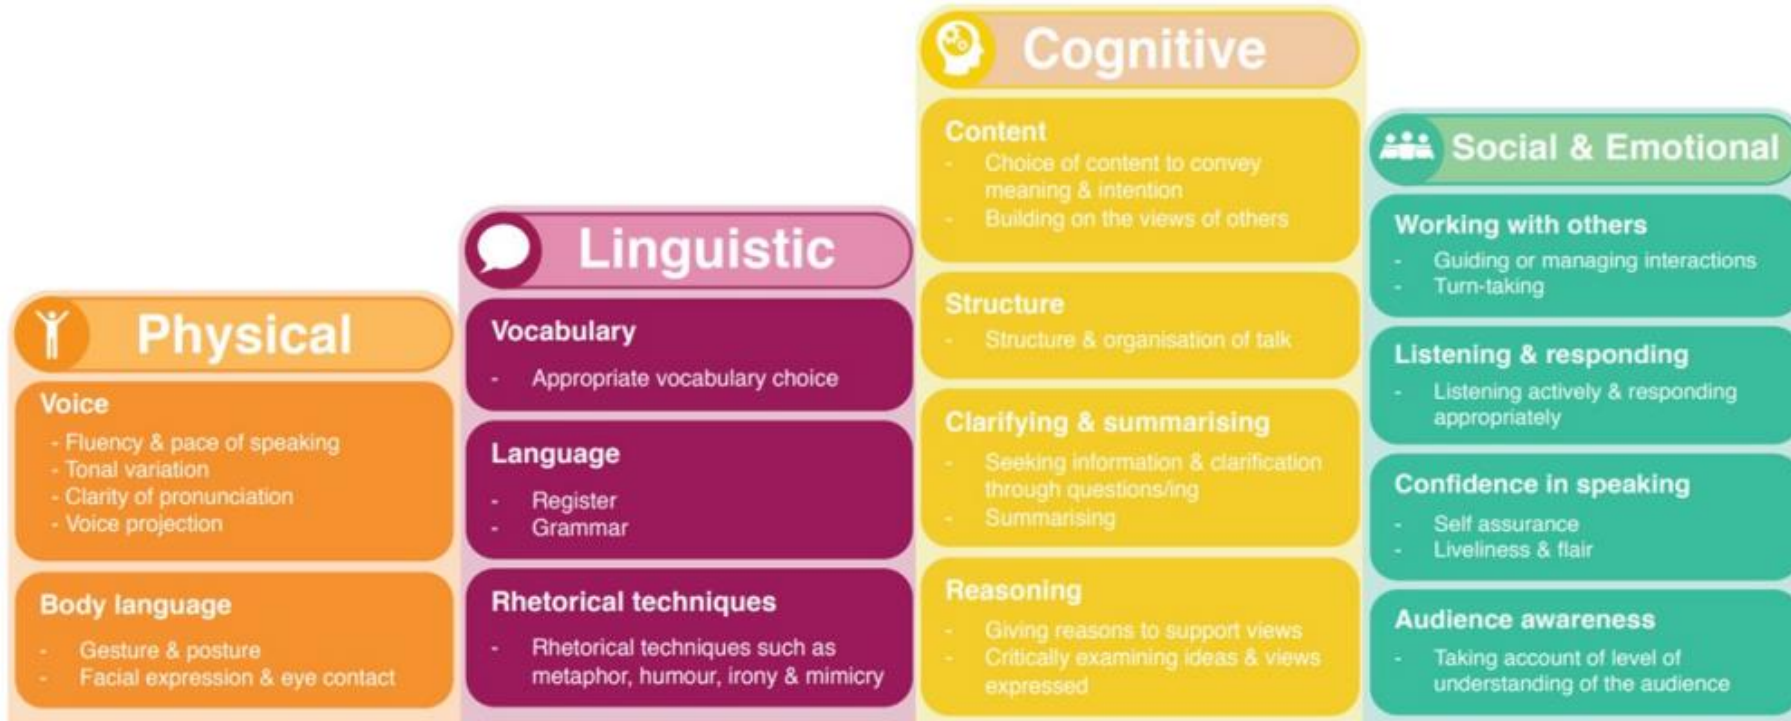 Physical
Voice
- Fluency & pace of speaking
- Tonal variation
- Clarity of pronunciation
- Voice projection
Body language
- Gesture & posture
- Facial expression & eye contact
Linguistic
Vocabulary
- Appropriate vocabulary choice
Language
- Register
- Grammar
Rhetorical techniques
- Rhetorical techniques such as
metaphor, humour, irony & mimicry
Cognitive
Content
- Choice of content to convey
meaning & intention
- Building on the views of others
Structure
- Structure & organisation of talk
Clarifying & summarising
- Seeking information & clarification
through questions/ing
- Summarising
Reasoning
- Giving reasons to support views
- Critically examining ideas & views
expressed
Social & Emotional
Working with others
- Guiding or managing interactions
- Turn-taking
Listening & responding
- Listening actively & responding
appropriately
Confidence in speaking
- Self assurance
- Liveliness & flair
Audience awareness
- Taking account of level of
understanding of the audience